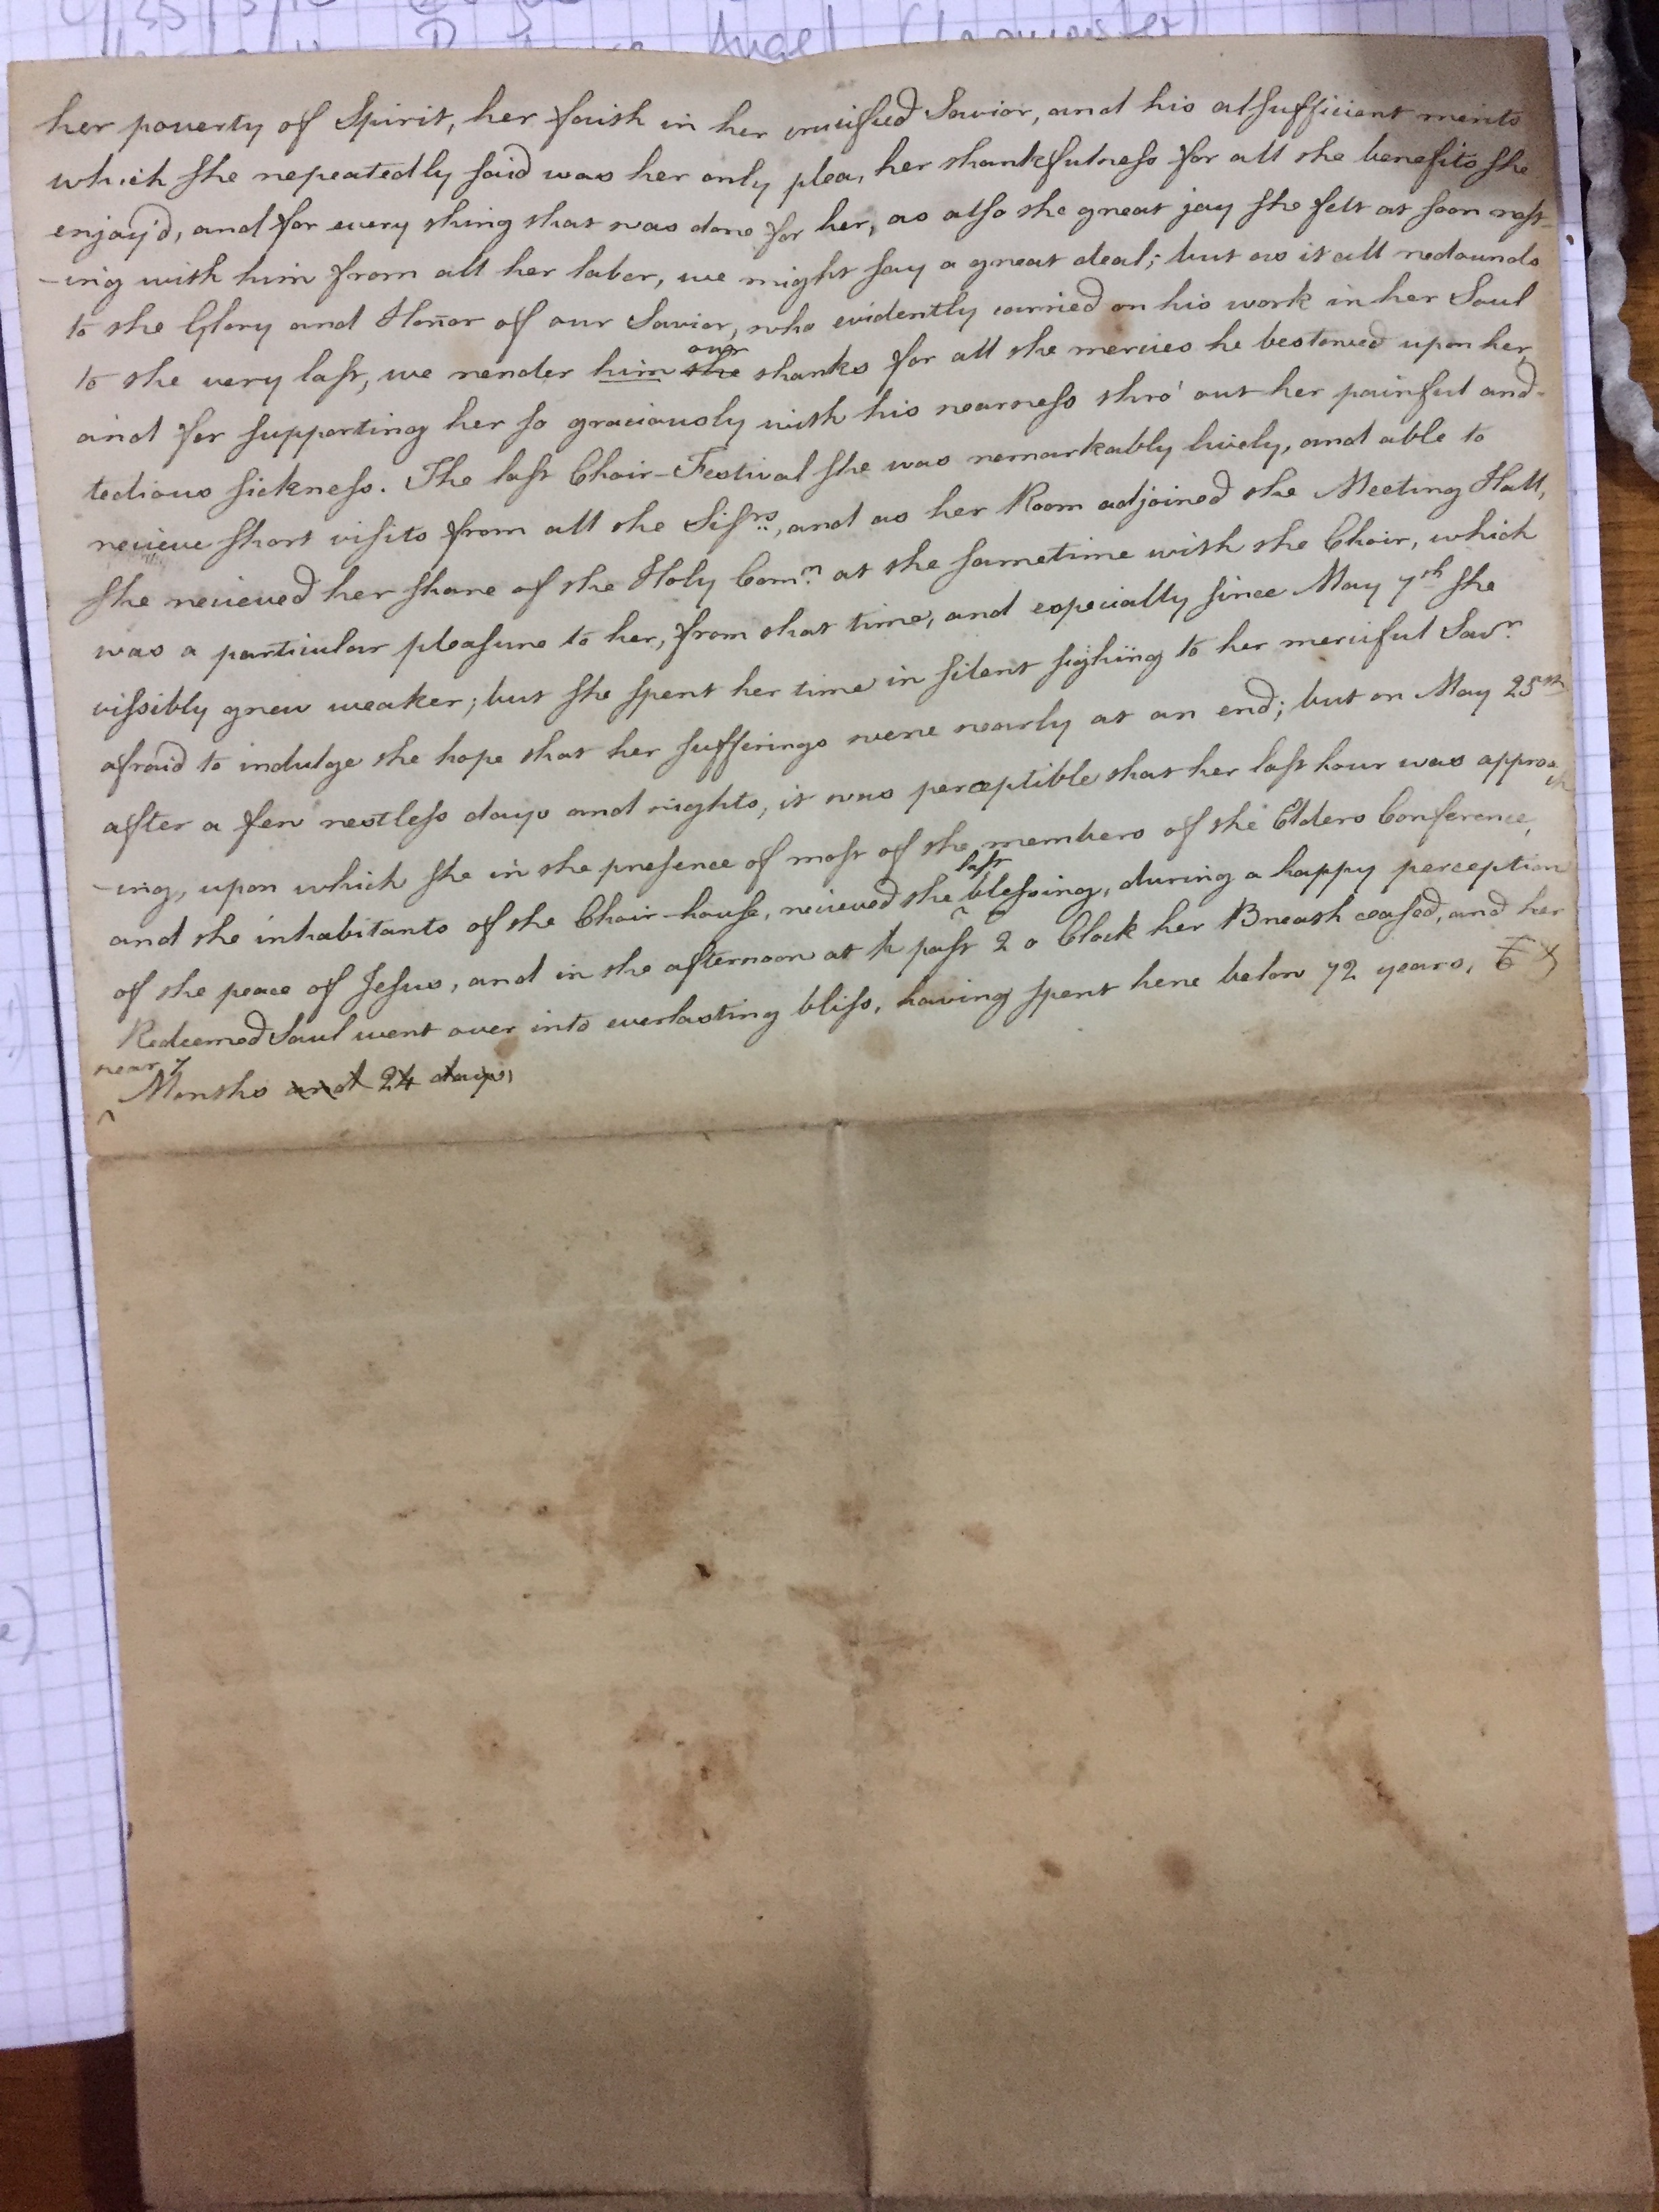 her poverty of Spirit, her faith in her crucified Savior, and his alsufficient merits
which she repeatedly said was her only plea, her thankfulness for all the benefits she
enjoy'd, and for every thing that was done for her, as also the great joy she felt at soon rest-
-ing with him from all her labor, we might say a great deal; but as it all redounds
to the Glory and Hon̄or of our Savior, who evidently carried on his work in her Soul
to the very last, we render him the our thanks for all the mercies he bestowed upon her,
and for supporting her so graciously with his nearness thro' out her painful and
tedious sickness. The last Choir-Festival she was remarkably lively, and able to
recieve short visits from all the Sisrs., and as her Room adjoined the Meeting Hall,
she recieved her share of the Holy Comn. at the sametime with the Choir, which
was a particular pleasure to her, from that time, and especially since May 7th she
vissibly grew weaker; but she spent her time in silent sighing to her merciful Savr.
afraid to indulge the hope that her sufferings were nearly at an end; but on May 25th
after a few restless days and nights, it was perceptible that her last hour was approach
-ing, upon which she in the presence of most of the members of the Elders Conference,
and the inhabitants of the Choir-house, recieved the last blessing, during a happy perception
of the peace of Jesus, and in the afternoon at ½ past 2 o Clock her Breath ceased, and her
Redeemed Soul went over into everlasting bliss, having spent here below 72 years, 6
near 7
Months and 24 days,
Angel